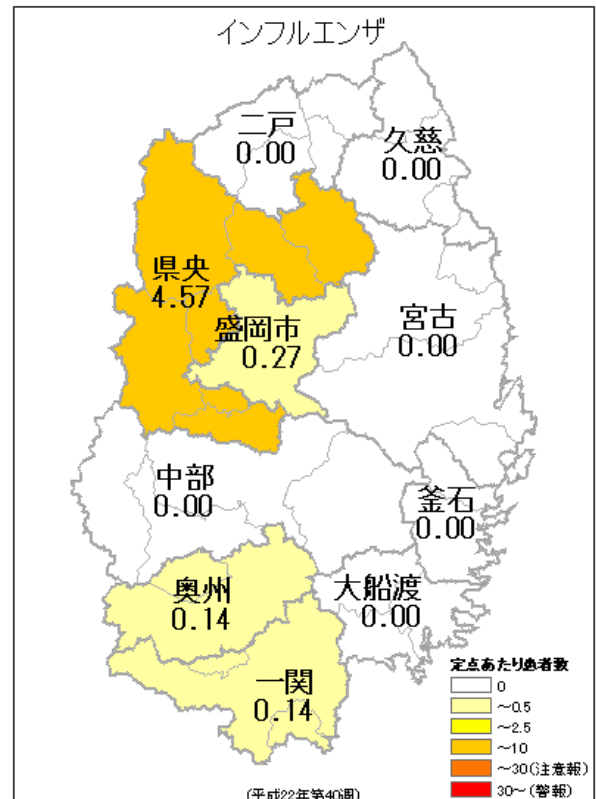 インフルエンザ
二戸
0.00
久慈
0.00
県央
4.57
盛岡市
0.27
宮古
0.00
中部
0.00
釜石
0.00
奥州
0.14
大船渡
0.00
一関
0.14
定点あたり患者数
0
～0.5
～2.5
～10
～30(注意報)
30～(警報)
(平成22年第40週)